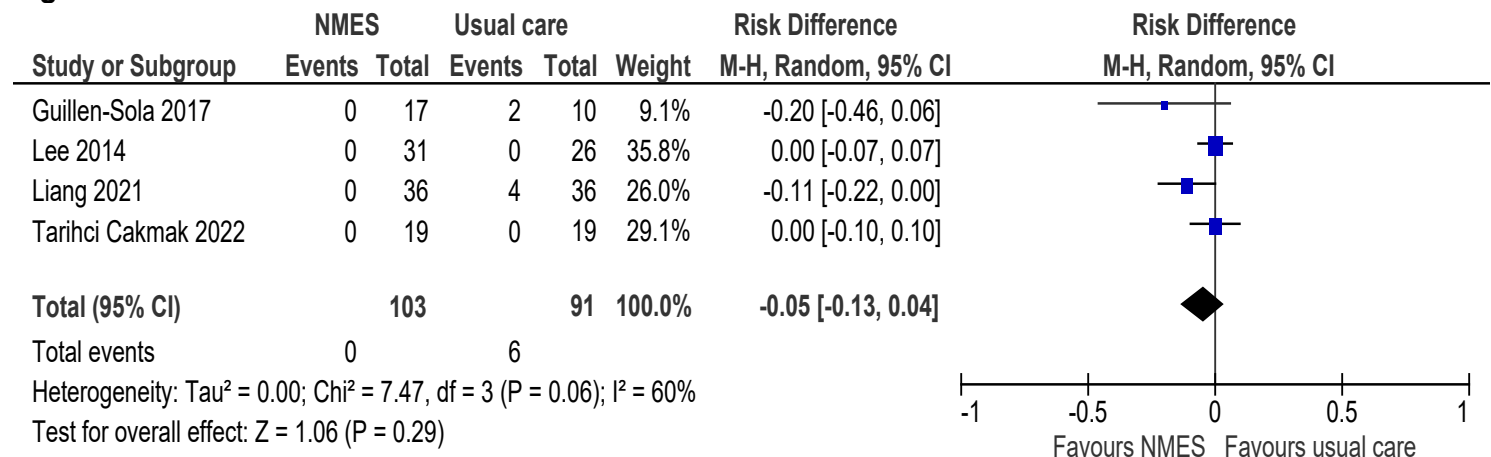 NMES Usual care Risk Difference Risk Difference
Study or Subgroup Events Total Events Total Weight M-H, Random, 95% CI M-H, Random, 95% CI
Guillen-Sola 2017 0 17 2 10 9.1% -0.20 [-0.46, 0.06]
Lee 2014 0 31 0 26 35.8% 0.00 [-0.07, 0.07]
Liang 2021 0 36 4 36 26.0% -0.11 [-0.22, 0.00]
Tarihci Cakmak 2022 0 19 0 19 29.1% 0.00 [-0.10, 0.10]
Total (95% CI) 103 91 100.0% -0.05 [-0.13, 0.04]
Total events 0 6
Heterogeneity: Tau² = 0.00; Chi² = 7.47, df = 3 (P = 0.06); I² = 60%
Test for overall effect: Z = 1.06 (P = 0.29)
-1 -0.5 0 0.5 1
Favours NMES Favours usual care